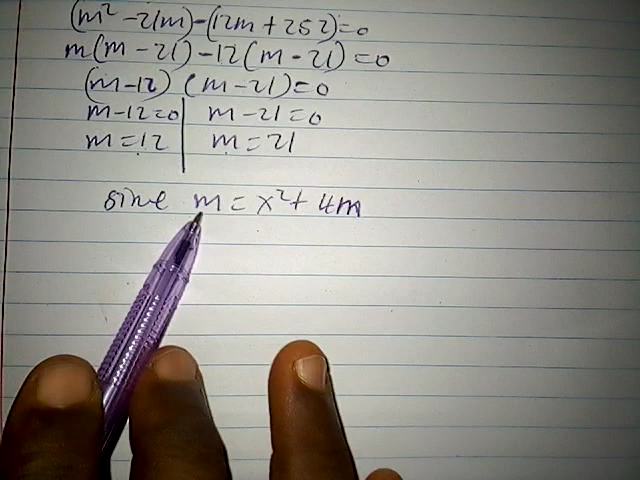 (m² - 21m) - (12m + 252) = 0
m(m - 21) - 12(m - 21) = 0
(m - 12) (m - 21) = 0
m - 12 = 0 | m - 21 = 0
m = 12 | m = 21
sine m = x² + 4m